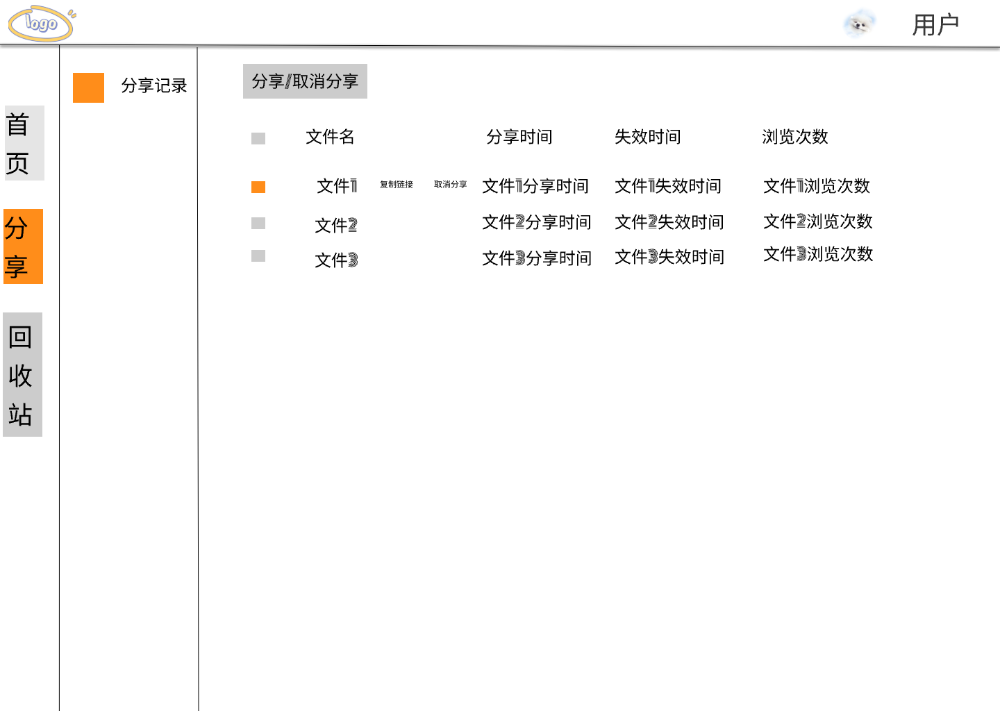 logo
用户
分享记录
分享/取消分享
首页
分享
回收站
文件名 分享时间 失效时间 浏览次数
文件1 复制链接 取消分享 文件1分享时间 文件1失效时间 文件1浏览次数
文件2 文件2分享时间 文件2失效时间 文件2浏览次数
文件3 文件3分享时间 文件3失效时间 文件3浏览次数